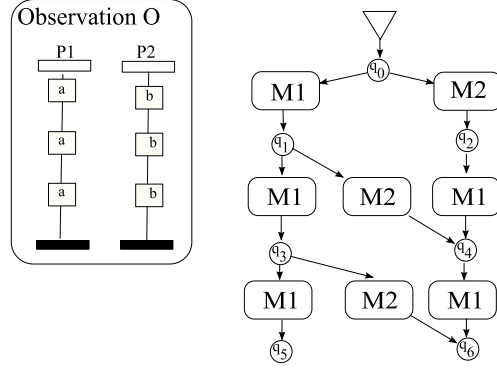 Observation O
P1 P2
a b
a b
a b
q0
M1 M2
q1 q2
M1 M2 M1
q3 q4
M1 M2 M1
q5 q6